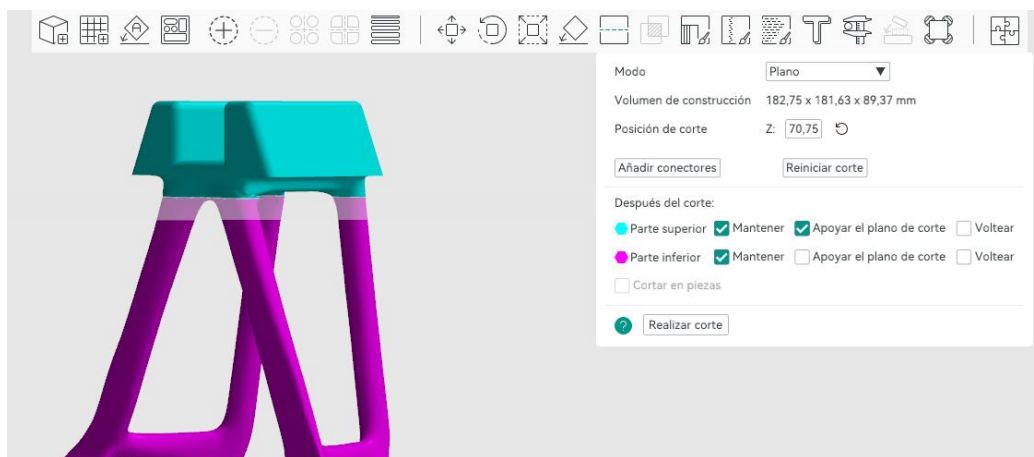 Modo Plano
Volumen de construcción 182,75 x 181,63 x 89,37 mm
Posición de corte Z: 70,75
Añadir conectores Reiniciar corte
Después del corte:
Parte superior Mantener Apoyar el plano de corte Voltear
Parte inferior Mantener Apoyar el plano de corte Voltear
Cortar en piezas
? Realizar corte